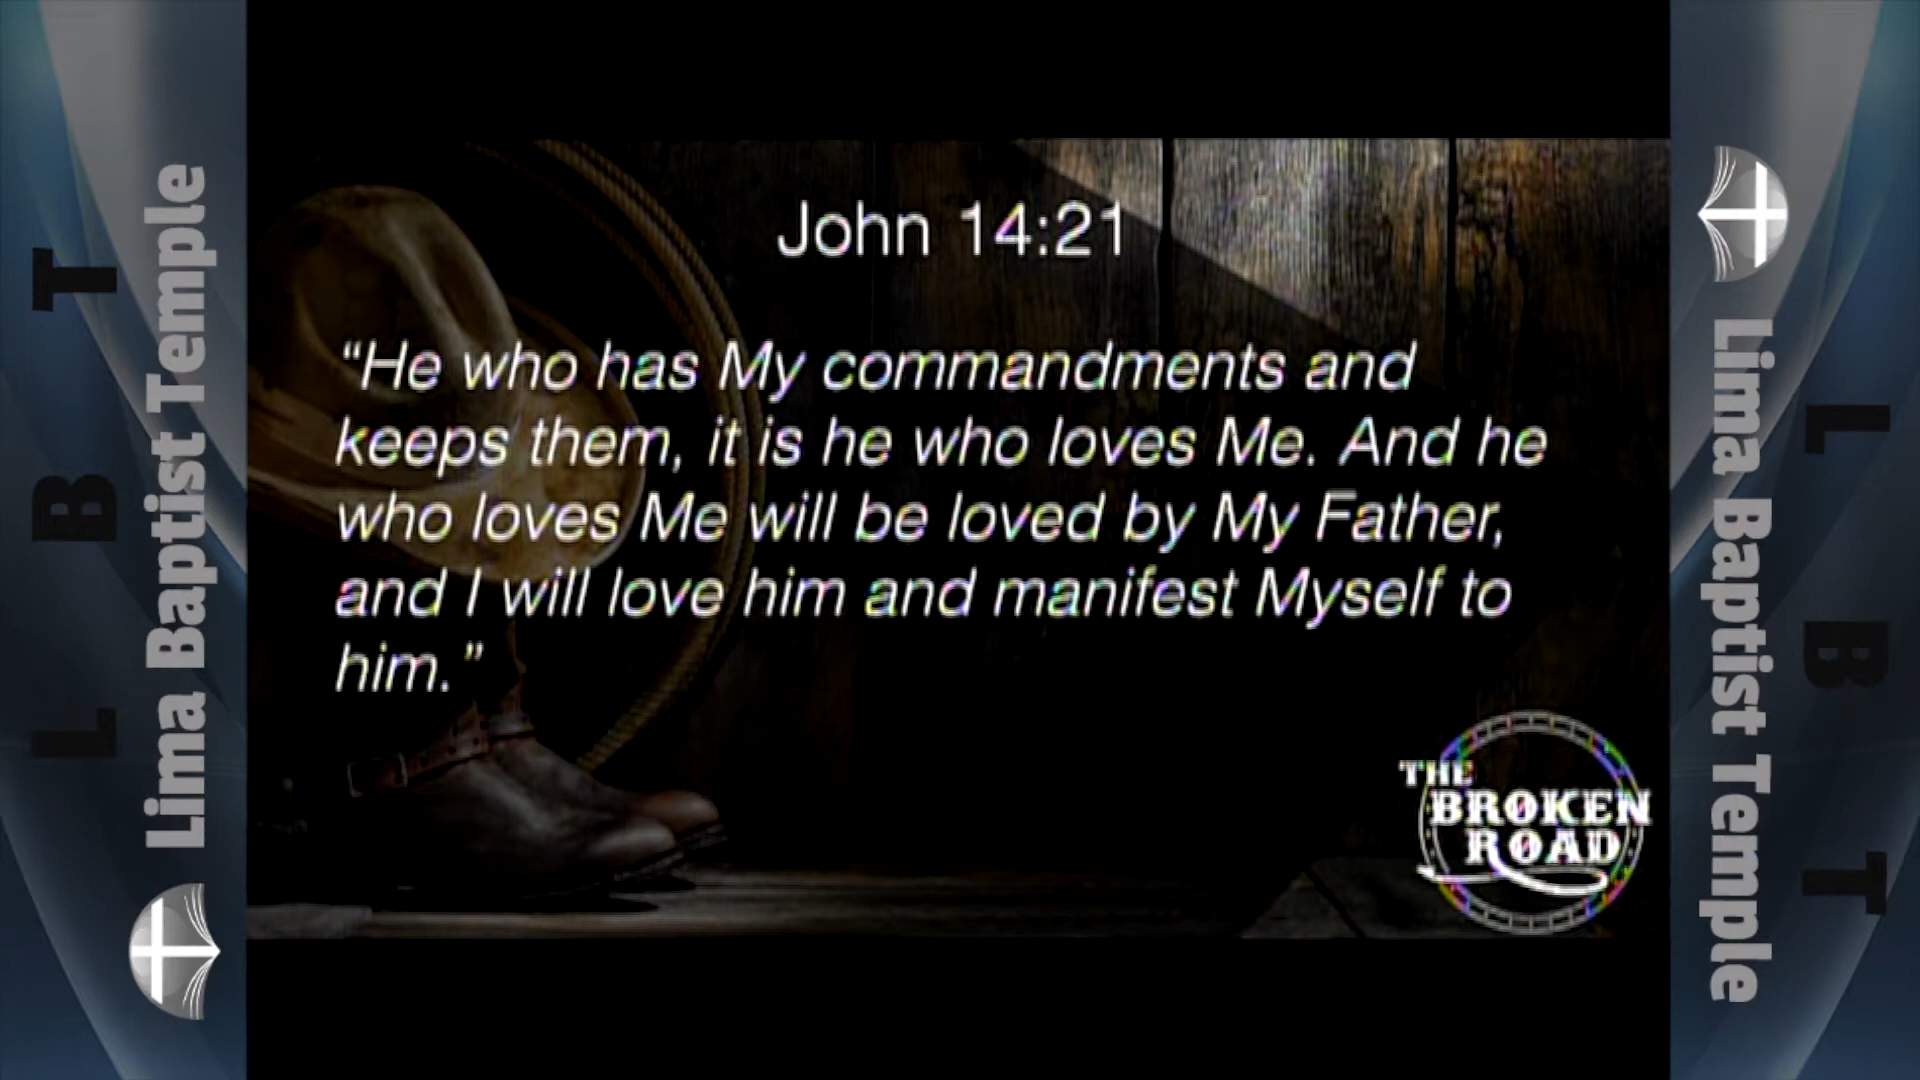 L B T
Lima Baptist Temple
John 14:21
“He who has My commandments and
keeps them, it is he who loves Me. And he
who loves Me will be loved by My Father,
and I will love him and manifest Myself to
him.”
THE
BROKEN
ROAD
Lima Baptist Temple
L B T